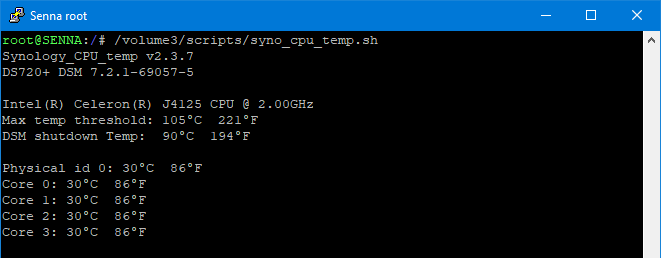 Senna root
root@SENNA:/# /volume3/scripts/syno_cpu_temp.sh
Synology_CPU_temp v2.3.7
DS720+ DSM 7.2.1-69057-5
Intel(R) Celeron(R) J4125 CPU @ 2.00GHz
Max temp threshold: 105°C  221°F
DSM shutdown Temp:  90°C  194°F
Physical id 0: 30°C  86°F
Core 0: 30°C  86°F
Core 1: 30°C  86°F
Core 2: 30°C  86°F
Core 3: 30°C  86°F